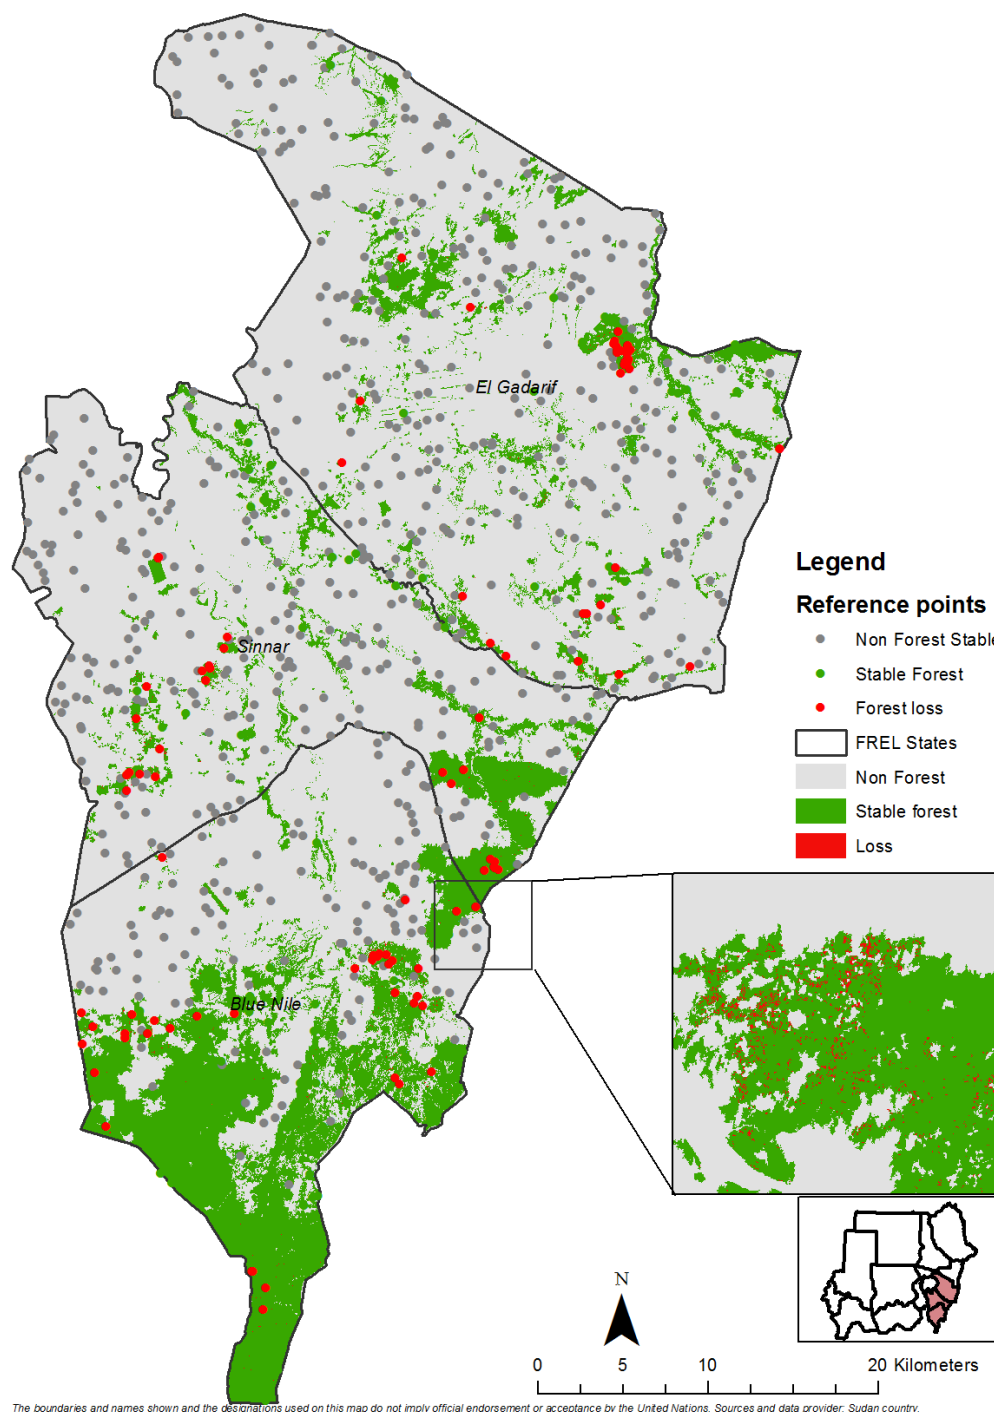 El Gadarif
Sinnar
Blue Nile
Legend
Reference points
Non Forest Stable
Stable Forest
Forest loss
FREL States
Non Forest
Stable forest
Loss
N
0 5 10 20 Kilometers
The boundaries and names shown and the designations used on this map do not imply official endorsement or acceptance by the United Nations. Sources and data provider: Sudan country.